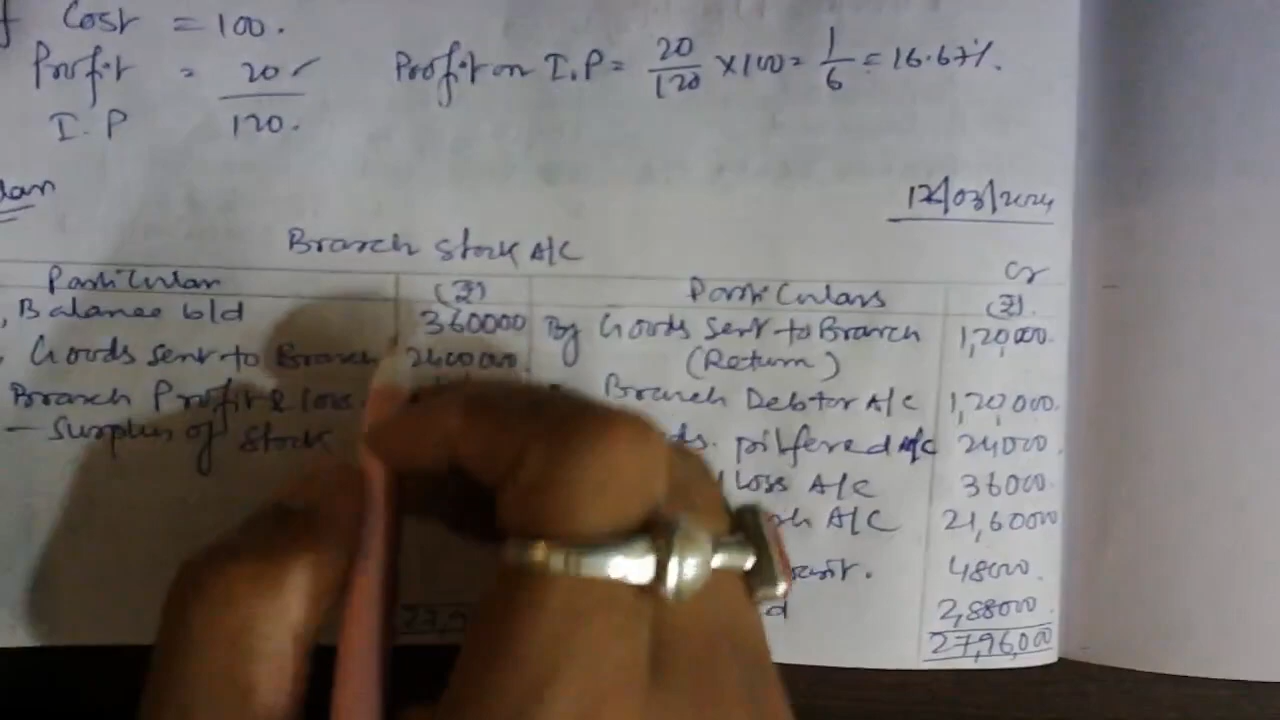 Cost = 100.
Profit = 20
I.P 120.
Profit on I.P = 20/120 × 100 = 1/6 = 16.67%.
12/03/2024
Branch Stock A/C
Cr
Particulars (₹) Particulars (₹).
Balance b/d 360000 By Goods Sent to Branch 1,20,000.
Goods Sent to Branch 2400000 (Return)
Branch Profit & Loss Branch Debtor A/C 1,20,000.
- Surplus of Stock pilfered A/C 24000
Loss A/C 36000
A/C 21,60000
48000.
2,88000
27,96,000